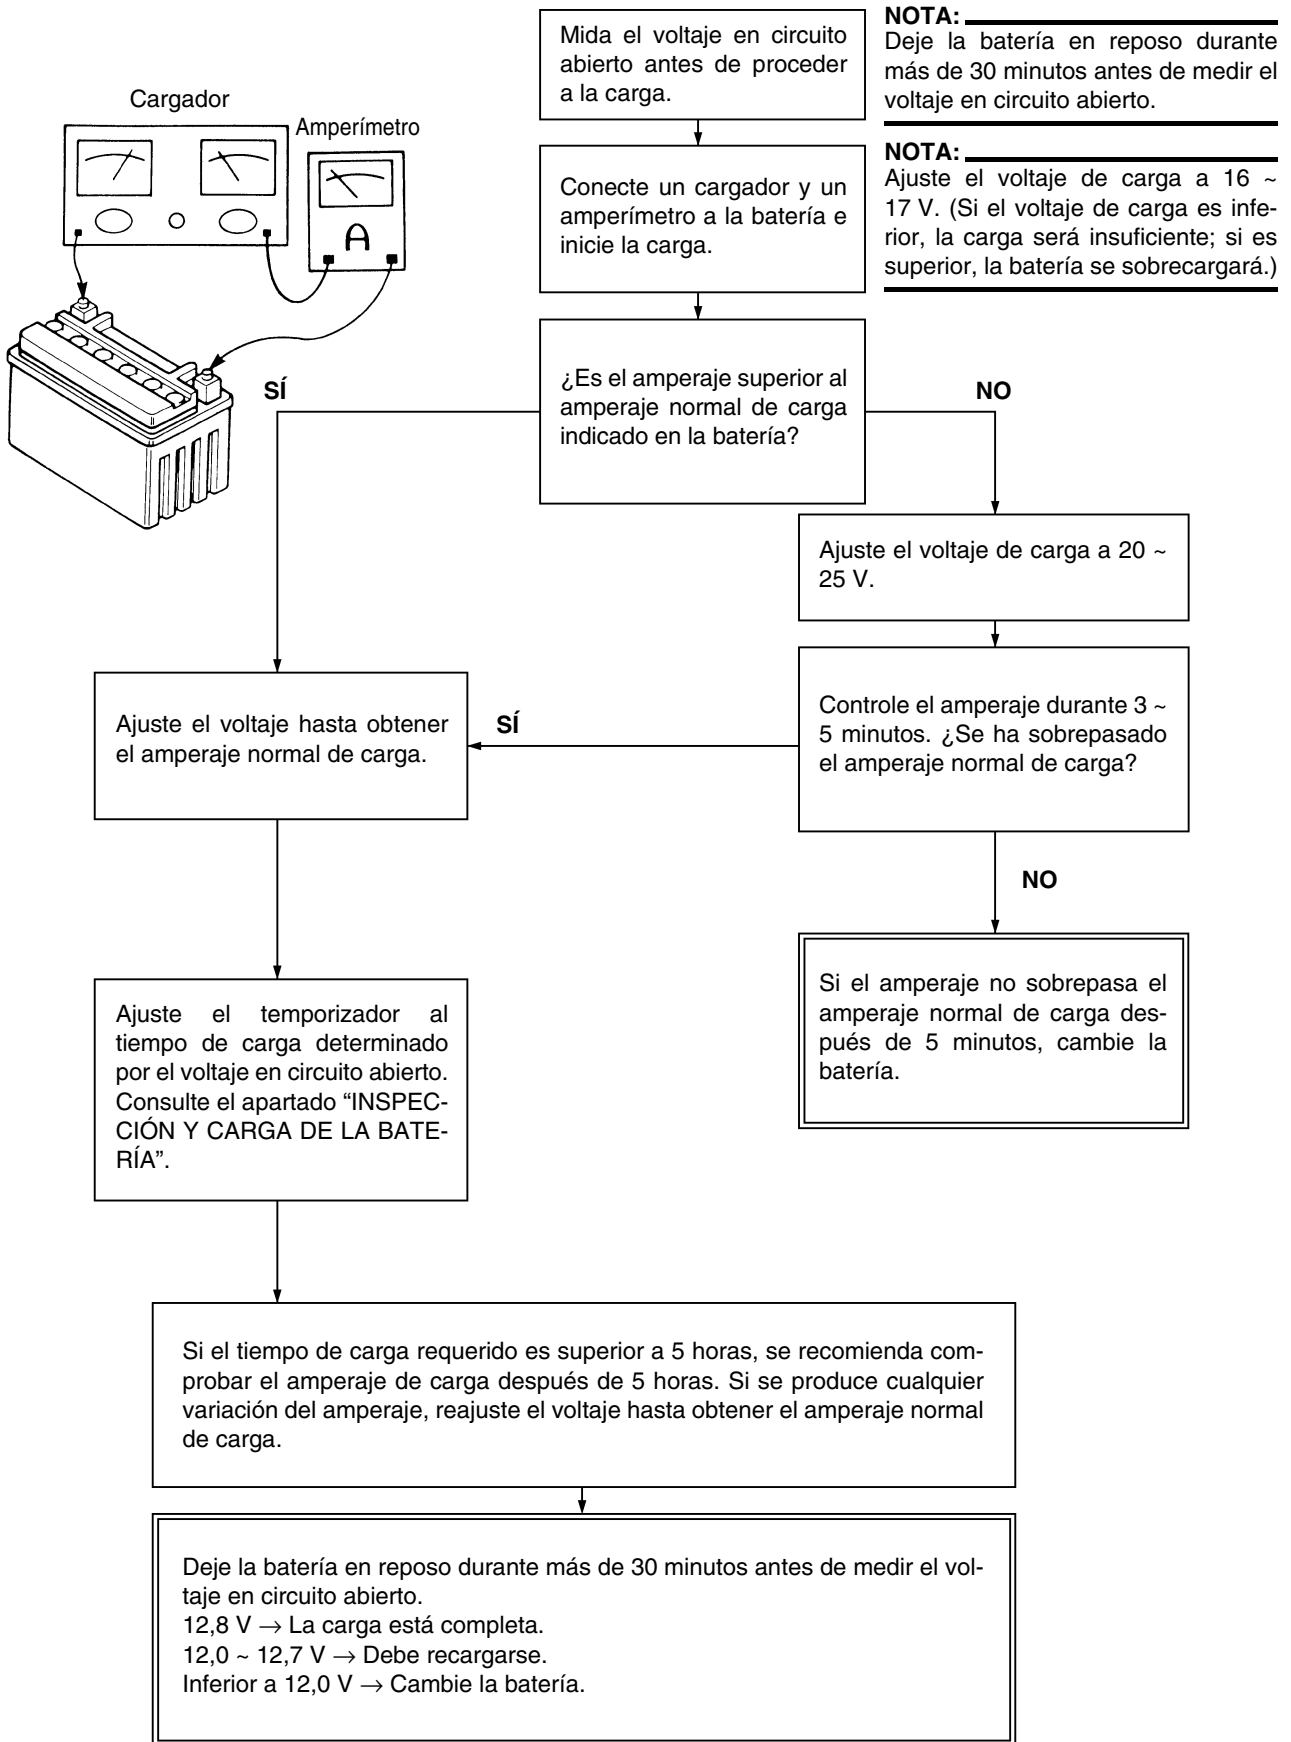 Cargador
Amperímetro
A
Mida el voltaje en circuito
abierto antes de proceder
a la carga.
NOTA:
Deje la batería en reposo durante
más de 30 minutos antes de medir el
voltaje en circuito abierto.
Conecte un cargador y un
amperímetro a la batería e
inicie la carga.
NOTA:
Ajuste el voltaje de carga a 16 ~
17 V. (Si el voltaje de carga es infe-
rior, la carga será insuficiente; si es
superior, la batería se sobrecargará.)
¿Es el amperaje superior al
amperaje normal de carga
indicado en la batería?
SÍ
NO
Ajuste el voltaje de carga a 20 ~
25 V.
Controle el amperaje durante 3 ~
5 minutos. ¿Se ha sobrepasado
el amperaje normal de carga?
SÍ
Ajuste el voltaje hasta obtener
el amperaje normal de carga.
NO
Si el amperaje no sobrepasa el
amperaje normal de carga des-
pués de 5 minutos, cambie la
batería.
Ajuste el temporizador al
tiempo de carga determinado
por el voltaje en circuito abierto.
Consulte el apartado “INSPEC-
CIÓN Y CARGA DE LA BATE-
RÍA”.
Si el tiempo de carga requerido es superior a 5 horas, se recomienda com-
probar el amperaje de carga después de 5 horas. Si se produce cualquier
variación del amperaje, reajuste el voltaje hasta obtener el amperaje normal
de carga.
Deje la batería en reposo durante más de 30 minutos antes de medir el vol-
taje en circuito abierto.
12,8 V → La carga está completa.
12,0 ~ 12,7 V → Debe recargarse.
Inferior a 12,0 V → Cambie la batería.